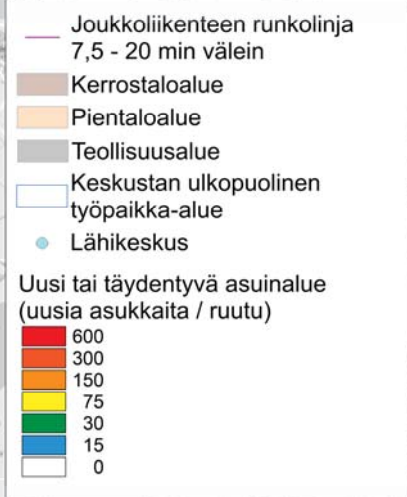 Joukkoliikenteen runkolinja
7,5 - 20 min välein
Kerrostaloalue
Pientaloalue
Teollisuusalue
Keskustan ulkopuolinen
työpaikka-alue
Lähikeskus
Uusi tai täydentyvä asuinalue
(uusia asukkaita / ruutu)
600
300
150
75
30
15
0